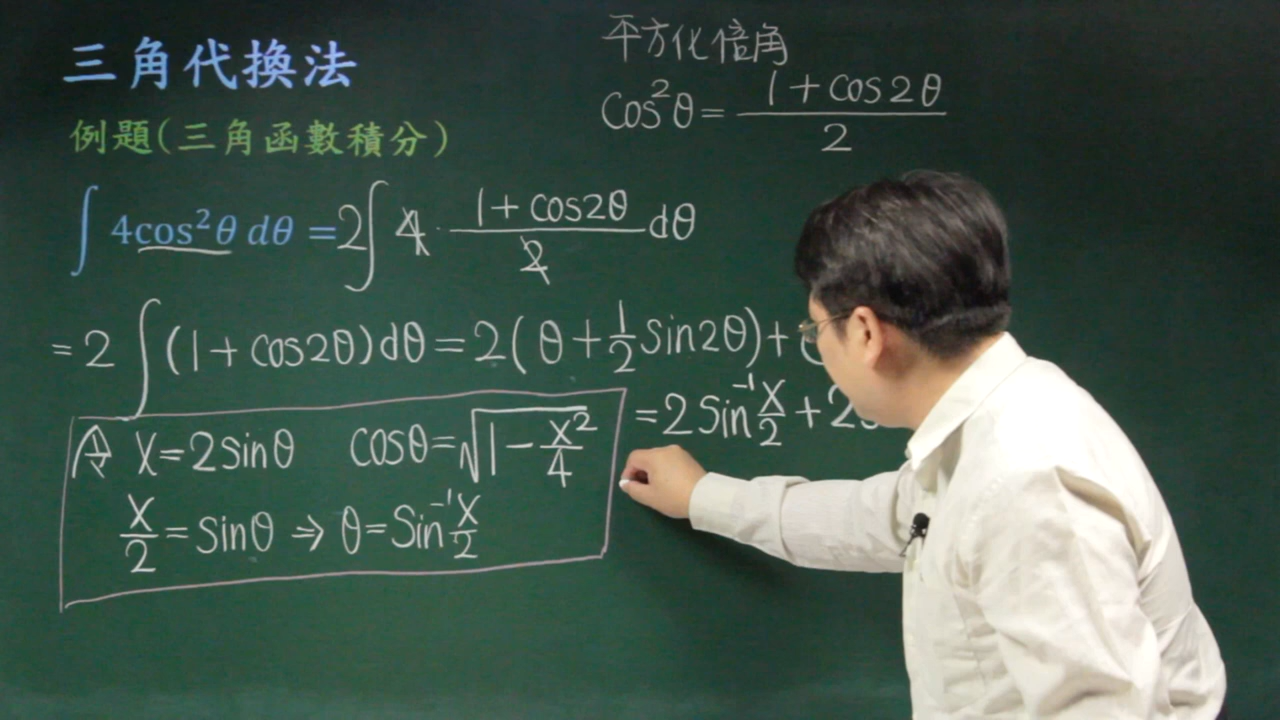 三角代換法
平方化倍角
cos²θ = (1+cos2θ)/2
例題(三角函數積分)
∫ 4cos²θ dθ = 2∫ 4 · (1+cos2θ)/2 dθ
= 2∫(1+cos2θ)dθ = 2(θ+½sin2θ)+
= 2Sin⁻¹ x/2 + 2
令 x=2sinθ cosθ=√(1-x²/4)
x/2 = sinθ ⇒ θ=Sin⁻¹ x/2